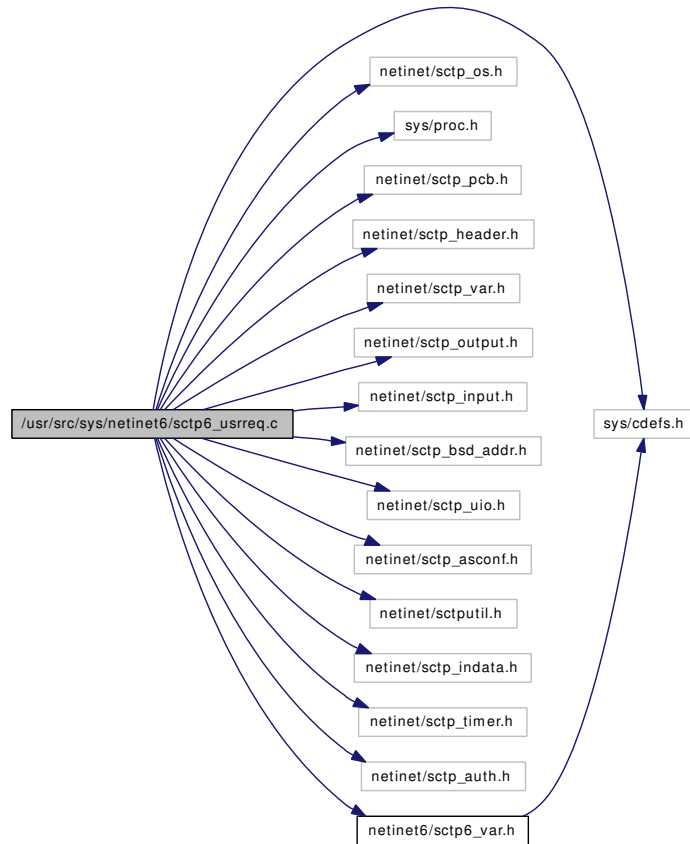 netinet/sctp_os.h
sys/proc.h
netinet/sctp_pcb.h
netinet/sctp_header.h
netinet/sctp_var.h
netinet/sctp_output.h
netinet/sctp_input.h
/usr/src/sys/netinet6/sctp6_usrreq.c
sys/cdefs.h
netinet/sctp_bsd_addr.h
netinet/sctp_uio.h
netinet/sctp_asconf.h
netinet/sctputil.h
netinet/sctp_indata.h
netinet/sctp_timer.h
netinet/sctp_auth.h
netinet6/sctp6_var.h